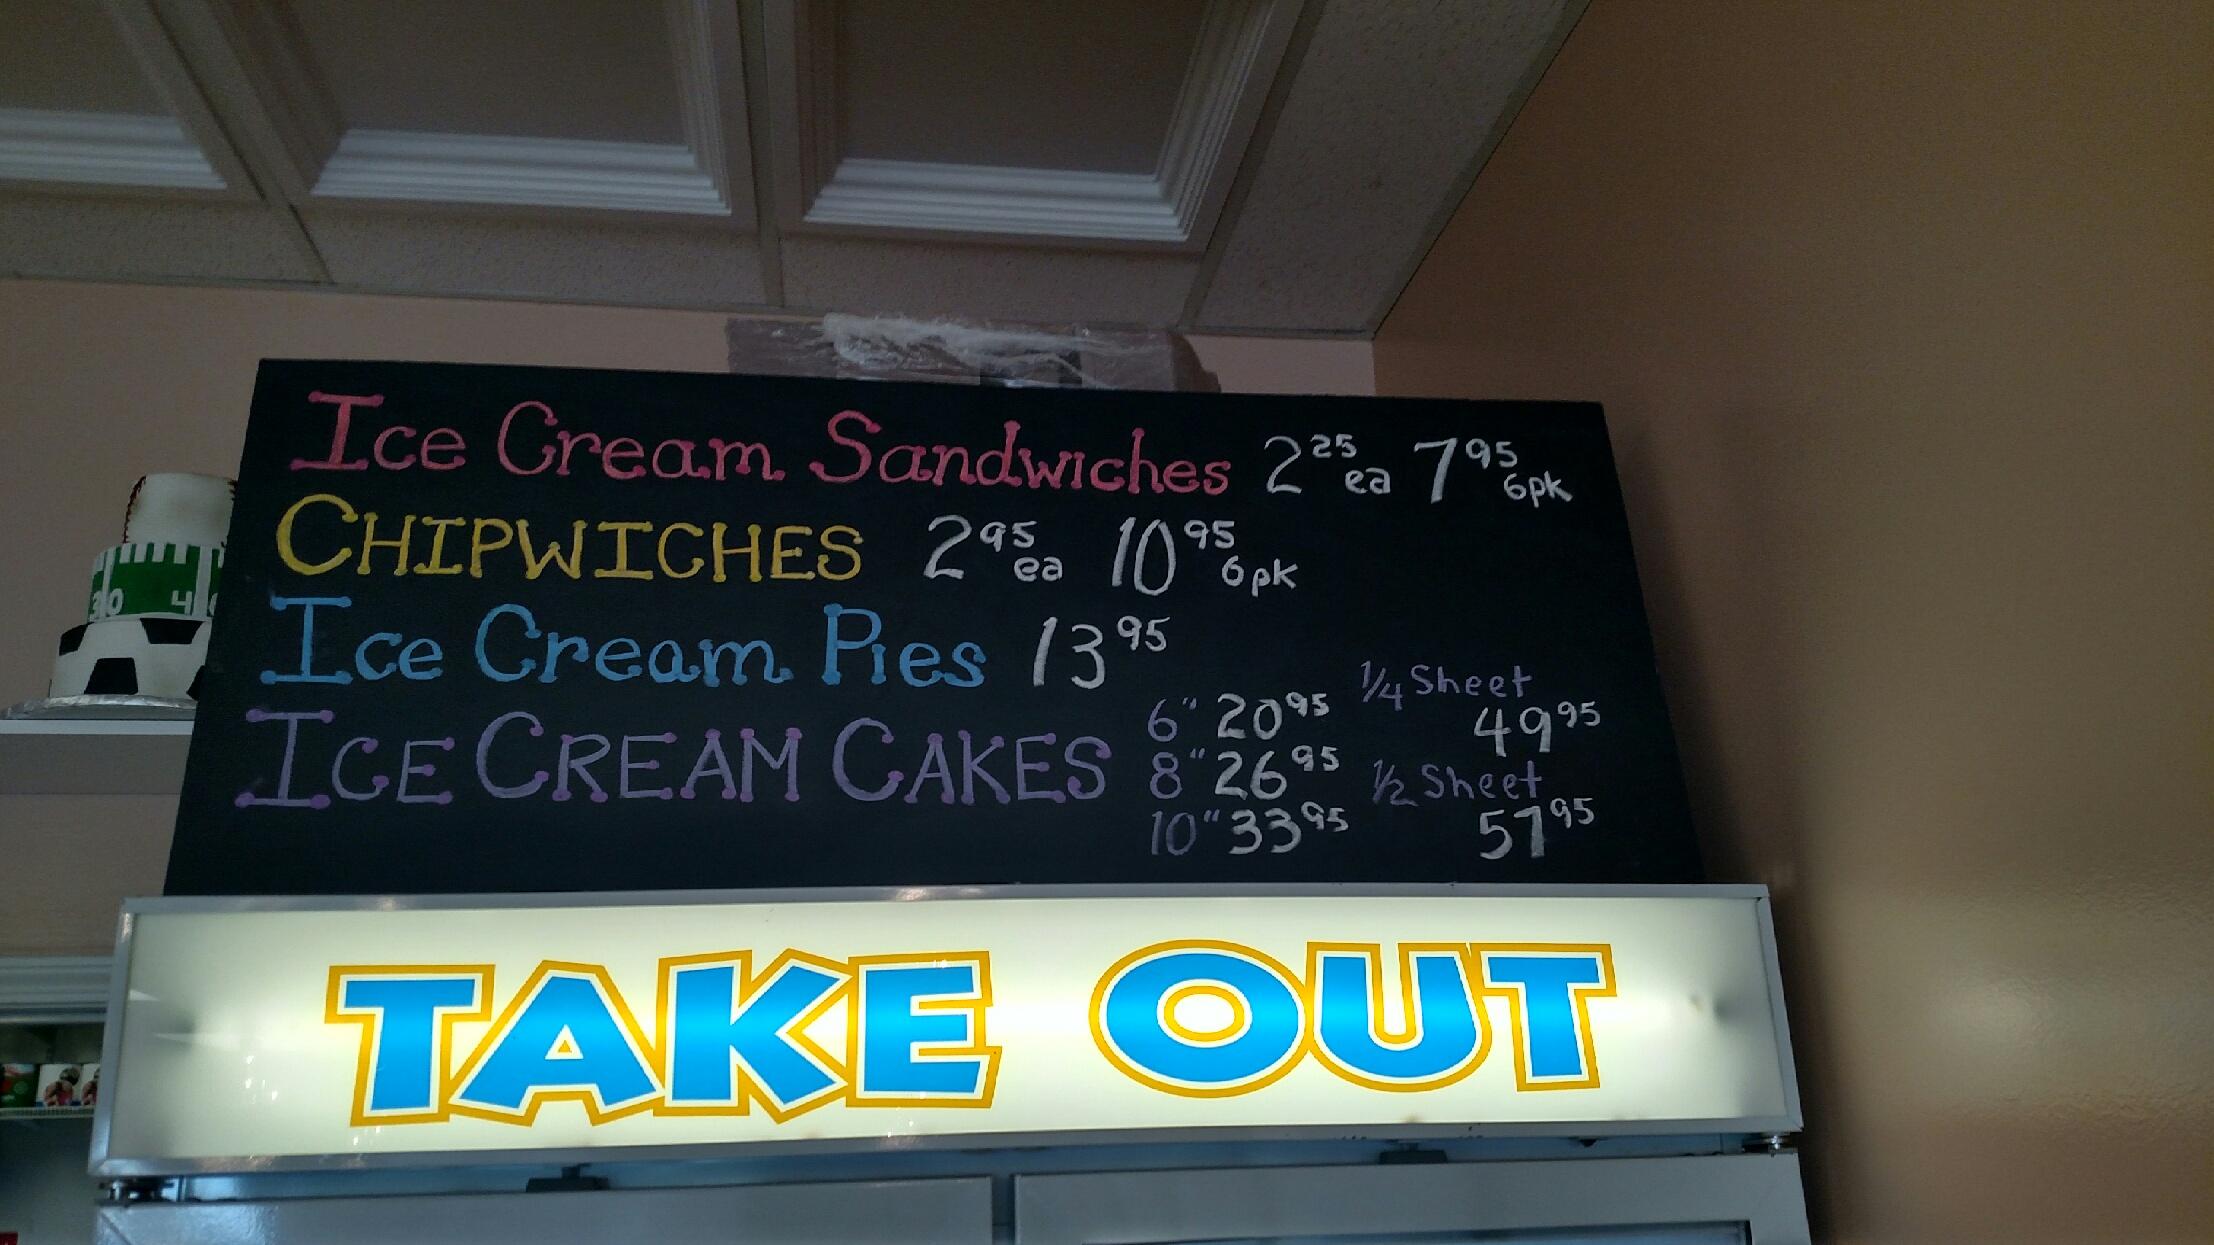 Ice Cream Sandwiches 2 25 ea 7 95 6pk
CHIPWICHES 2 95 ea 10 95 6pk
Ice Cream Pies 13 95
ICE CREAM CAKES
6" 20 95
8" 26 95
10" 33 95
1/4 Sheet
49 95
1/2 Sheet
57 95
TAKE OUT
30 4